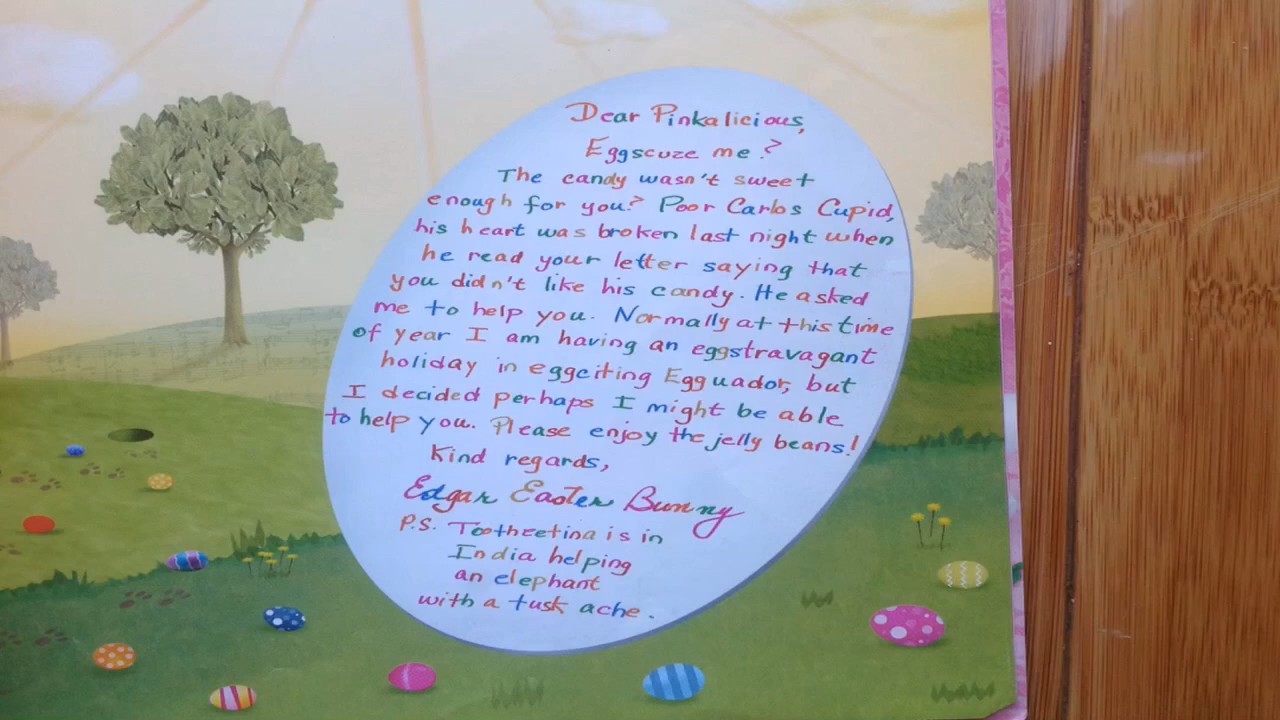 Dear Pinkalicious,
Eggscuze me?
The candy wasn't sweet
enough for you? Poor Carlos Cupid,
his heart was broken last night when
he read your letter saying that
you didn't like his candy. He asked
me to help you. Normally at this time
of year I am having an eggstravagant
holiday in eggciting Egguador, but
I decided perhaps I might be able
to help you. Please enjoy the jelly beans!
Kind regards,
Edgar Easter Bunny
P.S. Tootheetina is in
India helping
an elephant
with a tusk ache.